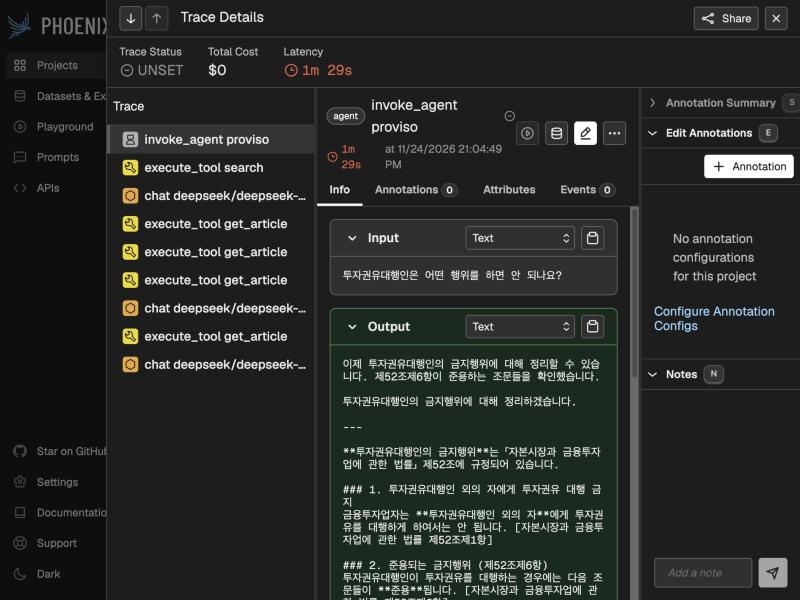 PHOENIX
Projects
Datasets & Ex
Playground
Prompts
APIs
Star on GitHub
Settings
Documentatio
Support
Dark
Trace Details
Share
Trace Status
UNSET
Total Cost
$0
Latency
1m 29s
Trace
invoke_agent proviso
execute_tool search
chat deepseek/deepseek-...
execute_tool get_article
execute_tool get_article
execute_tool get_article
chat deepseek/deepseek-...
execute_tool get_article
chat deepseek/deepseek-...
agent
invoke_agent
proviso
1m
29s
at 11/24/2026 21:04:49
PM
Info
Annotations 0
Attributes
Events 0
Input
Text
투자권유대행인은 어떤 행위를 하면 안 되나요?
Output
Text
이제 투자권유대행인의 금지행위에 대해 정리할 수 있습
니다. 제52조제6항이 준용하는 조문들을 확인했습니다.
투자권유대행인의 금지행위에 대해 정리하겠습니다.
---
**투자권유대행인의 금지행위**는 「자본시장과 금융투자
업에 관한 법률」 제52조에 규정되어 있습니다.
### 1. 투자권유대행인 외의 자에게 투자권유 대행 금
지
금융투자업자는 **투자권유대행인 외의 자**에게 투자권
유를 대행하게 하여서는 안 됩니다. [자본시장과 금융투
자업에 관한 법률 제52조제1항]
### 2. 준용되는 금지행위 (제52조제6항)
투자권유대행인이 투자권유를 대행하는 경우에는 다음 조
문들이 **준용**됩니다. [자본시장과 금융투자업에 관
Annotation Summary S
Edit Annotations E
Annotation
No annotation
configurations
for this project
Configure Annotation
Configs
Notes N
Add a note